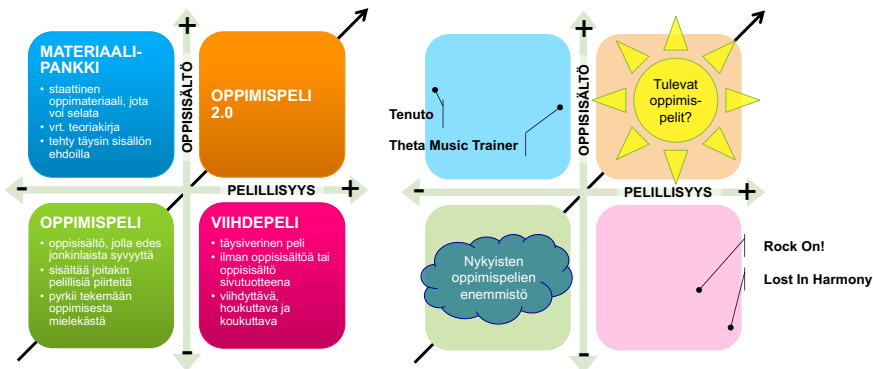 +
MATERIAALI-
PANKKI
• staattinen
oppimateriaali, jota
voi selata
• vrt. teoriakirja
• tehty täysin sisällön
ehdoilla
OPPISISÄLTÖ
OPPIMISPELI
2.0
-
PELILLISYYS
+
OPPIMISPELI
• oppisisältö, jolla edes
jonkinlaista syvyyttä
• sisältää joitakin
pelillisiä piirteitä
• pyrkii tekemään
oppimisesta
mielekästä
VIIHDEPELI
• täysiverinen peli
• ilman oppisisältöä tai
oppisisältö
sivutuotteena
• viihdyttävä,
houkuttava ja
koukuttava
-
+
Tenuto
Theta Music Trainer
OPPISISÄLTÖ
Tulevat
oppimis-
pelit?
-
PELILLISYYS
+
Nykyisten
oppimispelien
enemmistö
Rock On!
Lost In Harmony
-